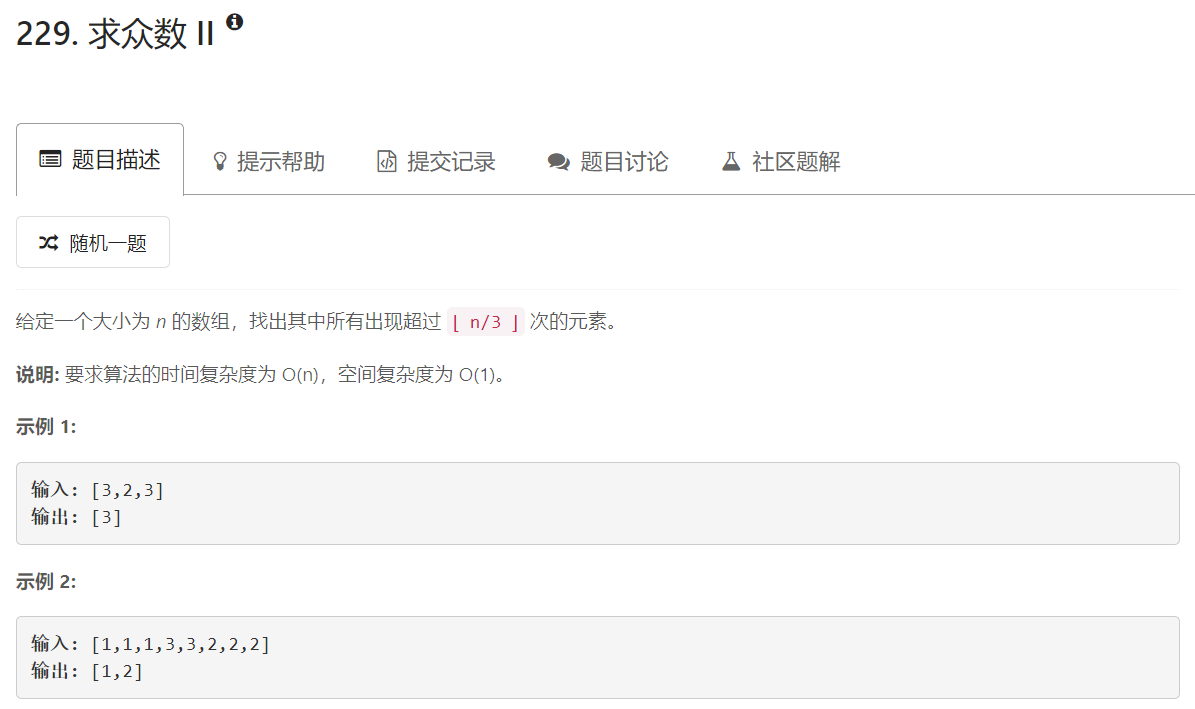 229. 求众数 II
题目描述 提示帮助 提交记录 题目讨论 社区题解
随机一题
给定一个大小为 n 的数组，找出其中所有出现超过 ⌊ n/3 ⌋ 次的元素。
说明: 要求算法的时间复杂度为 O(n)，空间复杂度为 O(1)。
示例 1:
输入: [3,2,3]
输出: [3]
示例 2:
输入: [1,1,1,3,3,2,2,2]
输出: [1,2]